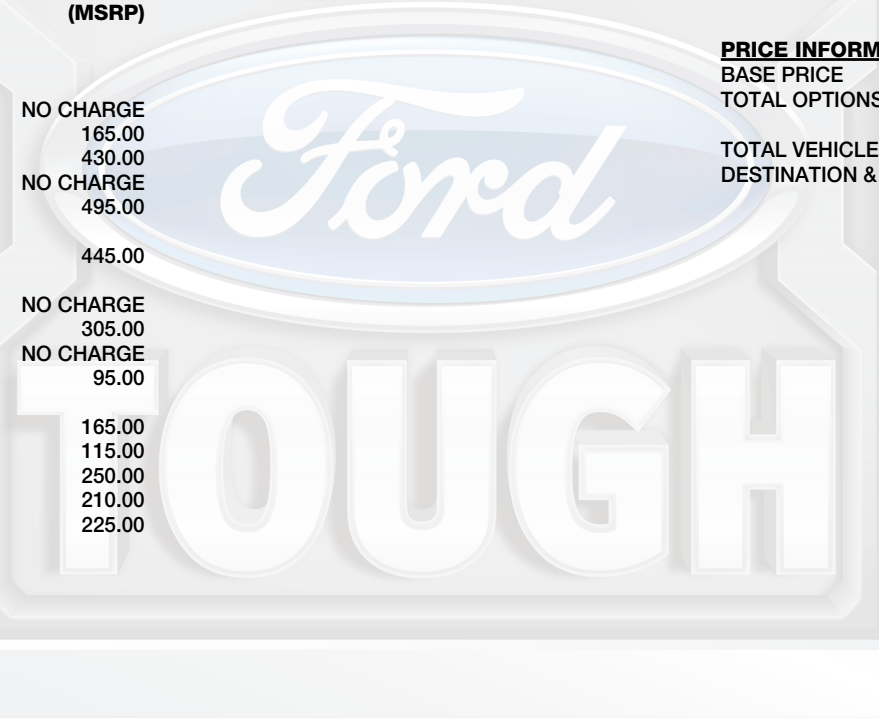 (MSRP)
NO CHARGE
165.00
430.00
NO CHARGE
495.00
445.00
NO CHARGE
305.00
NO CHARGE
95.00
165.00
115.00
250.00
210.00
225.00
PRICE INFORM
BASE PRICE
TOTAL OPTIONS
TOTAL VEHICLE
DESTINATION &
Ford
TOUGH